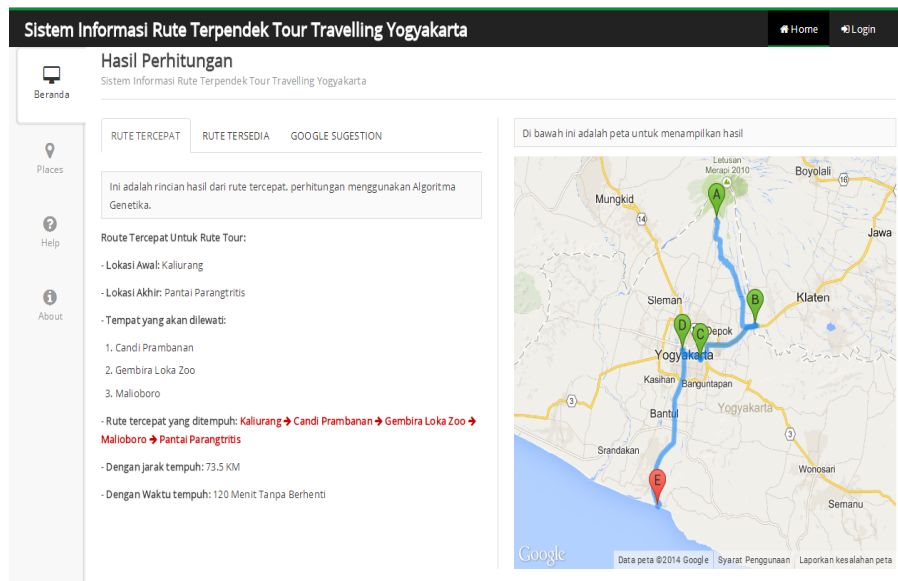 Sistem Informasi Rute Terpendek Tour Travelling Yogyakarta
Home
Login
Beranda
Places
Help
About
Hasil Perhitungan
Sistem Informasi Rute Terpendek Tour Travelling Yogyakarta
RUTE TERCEPAT
RUTE TERSEDIA
GOOGLE SUGESTION
Ini adalah rincian hasil dari rute tercepat. perhitungan menggunakan Algoritma
Genetika.
Route Tercepat Untuk Rute Tour:
- Lokasi Awal: Kaliurang
- Lokasi Akhir: Pantai Parangtritis
- Tempat yang akan dilewati:
1. Candi Prambanan
2. Gembira Loka Zoo
3. Malioboro
- Rute tercepat yang ditempuh: Kaliurang → Candi Prambanan → Gembira Loka Zoo →
Malioboro → Pantai Parangtritis
- Dengan jarak tempuh: 73.5 KM
- Dengan Waktu tempuh: 120 Menit Tanpa Berhenti
Di bawah ini adalah peta untuk menampilkan hasil
Letusan
Merapi 2010
Boyolali
16
Mungkid
A
14
Jawa
Sleman
B
Klaten
D
C
Depok
Yogyakarta
Kasihan
Banguntapan
3
Bantul
Yogyakarta
3
Srandakan
Wonosari
E
Semanu
Google
Data peta ©2014 Google
Syarat Penggunaan
Laporkan kesalahan peta